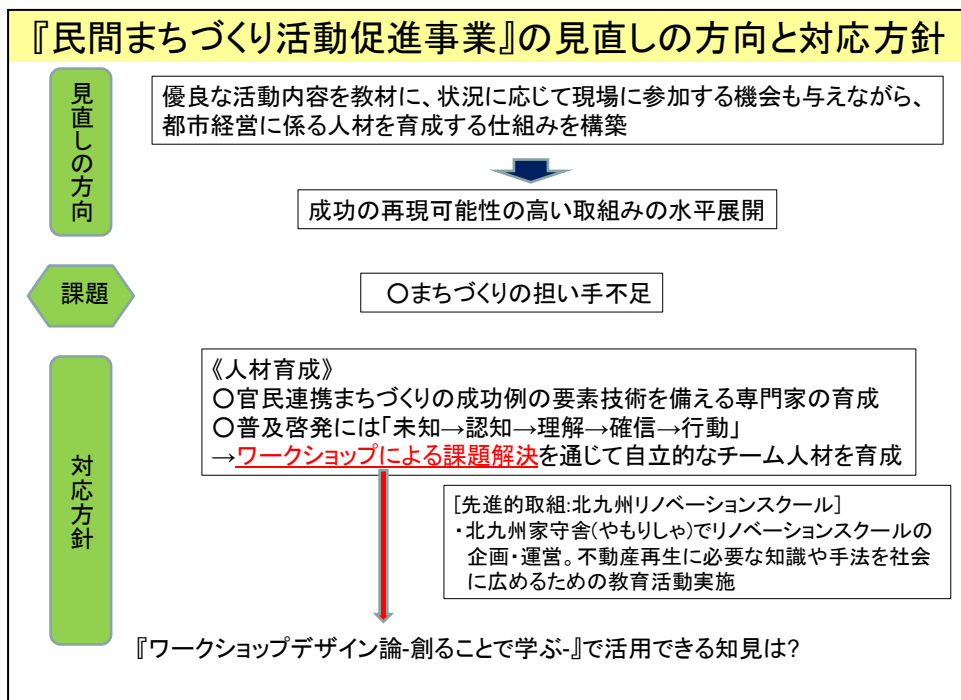 『民間まちづくり活動促進事業』の見直しの方向と対応方針
見直しの方向
優良な活動内容を教材に、状況に応じて現場に参加する機会も与えながら、
都市経営に係る人材を育成する仕組みを構築
成功の再現可能性の高い取組みの水平展開
課題
○まちづくりの担い手不足
対応方針
《人材育成》
○官民連携まちづくりの成功例の要素技術を備える専門家の育成
○普及啓発には「未知→認知→理解→確信→行動」
→ワークショップによる課題解決を通じて自立的なチーム人材を育成
[先進的取組:北九州リノベーションスクール]
・北九州家守舎(やもりしゃ)でリノベーションスクールの
企画・運営。不動産再生に必要な知識や手法を社会
に広めるための教育活動実施
『ワークショップデザイン論-創ることで学ぶ-』で活用できる知見は?